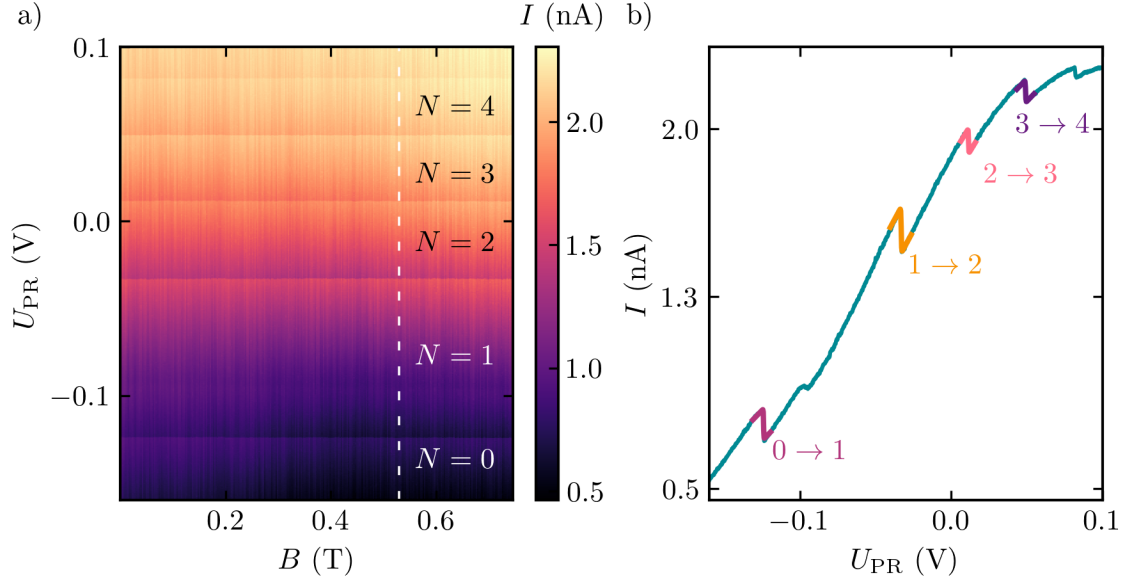 a)
I (nA)
b)
0.1
0.0
−0.1
U_PR (V)
N = 4
N = 3
N = 2
N = 1
N = 0
0.2
0.4
0.6
B (T)
2.0
1.5
1.0
0.5
I (nA)
2.0
1.3
0.5
3 → 4
2 → 3
1 → 2
0 → 1
−0.1
0.0
0.1
U_PR (V)